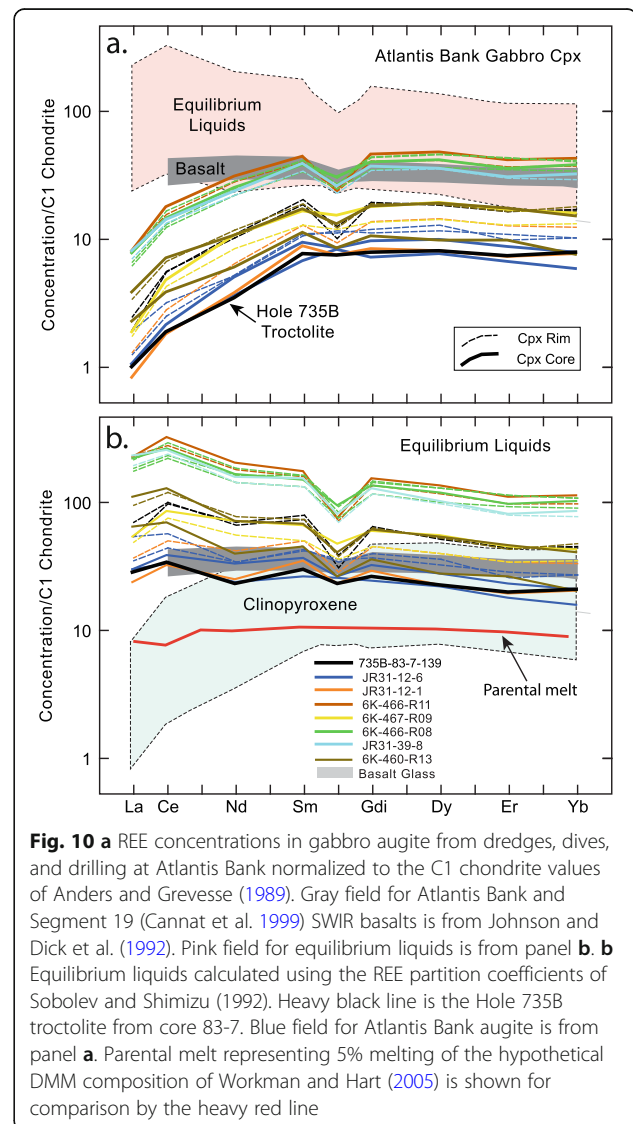 a.
Atlantis Bank Gabbro Cpx
Concentration/C1 Chondrite
100
10
1
Equilibrium
Liquids
Basalt
Hole 735B
Troctolite
Cpx Rim
Cpx Core
b.
Equilibrium Liquids
Concentration/C1 Chondrite
100
10
1
Clinopyroxene
Parental melt
735B-83-7-139
JR31-12-6
JR31-12-1
6K-466-R11
6K-467-R09
6K-466-R08
JR31-39-8
6K-460-R13
Basalt Glass
La Ce Nd Sm Gdi Dy Er Yb
Fig. 10 a REE concentrations in gabbro augite from dredges, dives,
and drilling at Atlantis Bank normalized to the C1 chondrite values
of Anders and Grevesse (1989). Gray field for Atlantis Bank and
Segment 19 (Cannat et al. 1999) SWIR basalts is from Johnson and
Dick et al. (1992). Pink field for equilibrium liquids is from panel b. b
Equilibrium liquids calculated using the REE partition coefficients of
Sobolev and Shimizu (1992). Heavy black line is the Hole 735B
troctolite from core 83-7. Blue field for Atlantis Bank augite is from
panel a. Parental melt representing 5% melting of the hypothetical
DMM composition of Workman and Hart (2005) is shown for
comparison by the heavy red line